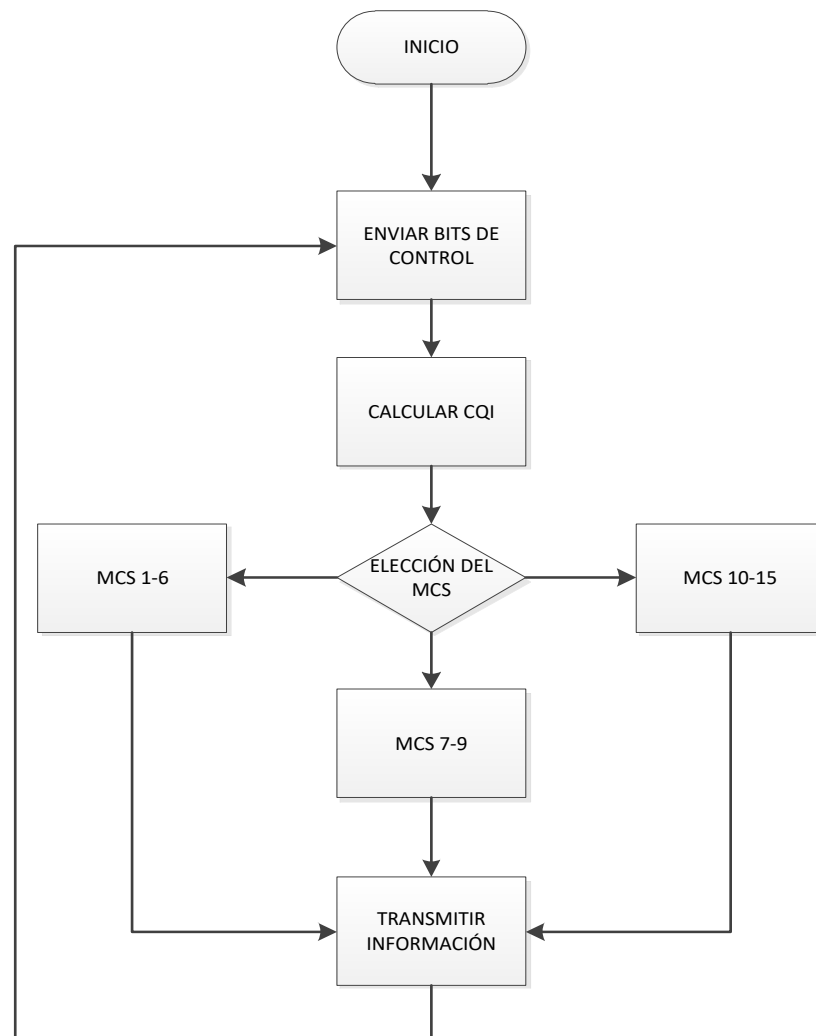 INICIO
ENVIAR BITS DE
CONTROL
CALCULAR CQI
ELECCIÓN DEL
MCS
MCS 1-6
MCS 10-15
MCS 7-9
TRANSMITIR
INFORMACIÓN